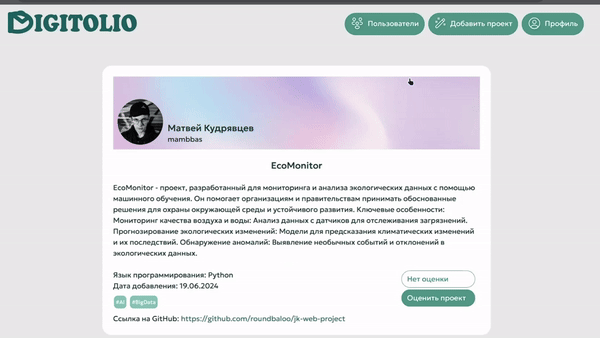 DIGITOLIO
Пользователи
Добавить проект
Профиль
Матвей Кудрявцев
mambbas
EcoMonitor
EcoMonitor - проект, разработанный для мониторинга и анализа экологических данных с помощью
машинного обучения. Он помогает организациям и правительствам принимать обоснованные
решения для охраны окружающей среды и устойчивого развития. Ключевые особенности:
Мониторинг качества воздуха и воды: Анализ данных с датчиков для отслеживания загрязнений.
Прогнозирование экологических изменений: Модели для предсказания климатических изменений
и их последствий. Обнаружение аномалий: Выявление необычных событий и отклонений в
экологических данных.
Язык программирования: Python
Нет оценки
Дата добавления: 19.06.2024
Оценить проект
#AI #BigData
Ссылка на GitHub: https://github.com/roundbaloo/jk-web-project